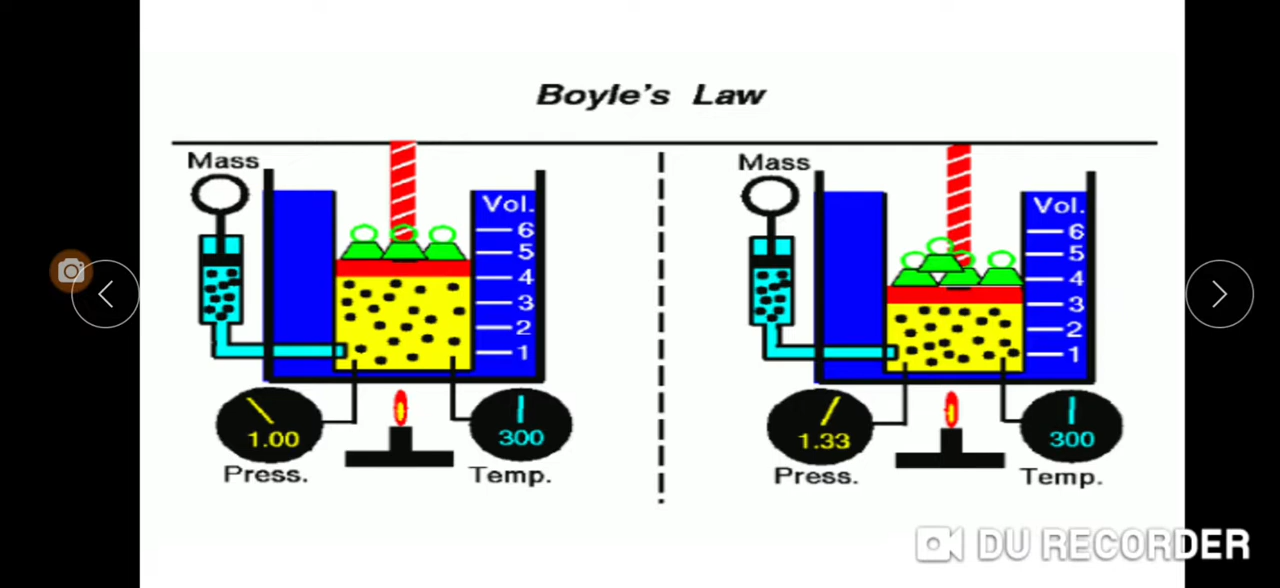 Boyle's Law
Mass
Vol.
6
5
4
3
2
1
1.00
Press.
300
Temp.
Mass
Vol.
6
5
4
3
2
1
1.33
Press.
300
Temp.
DU RECORDER